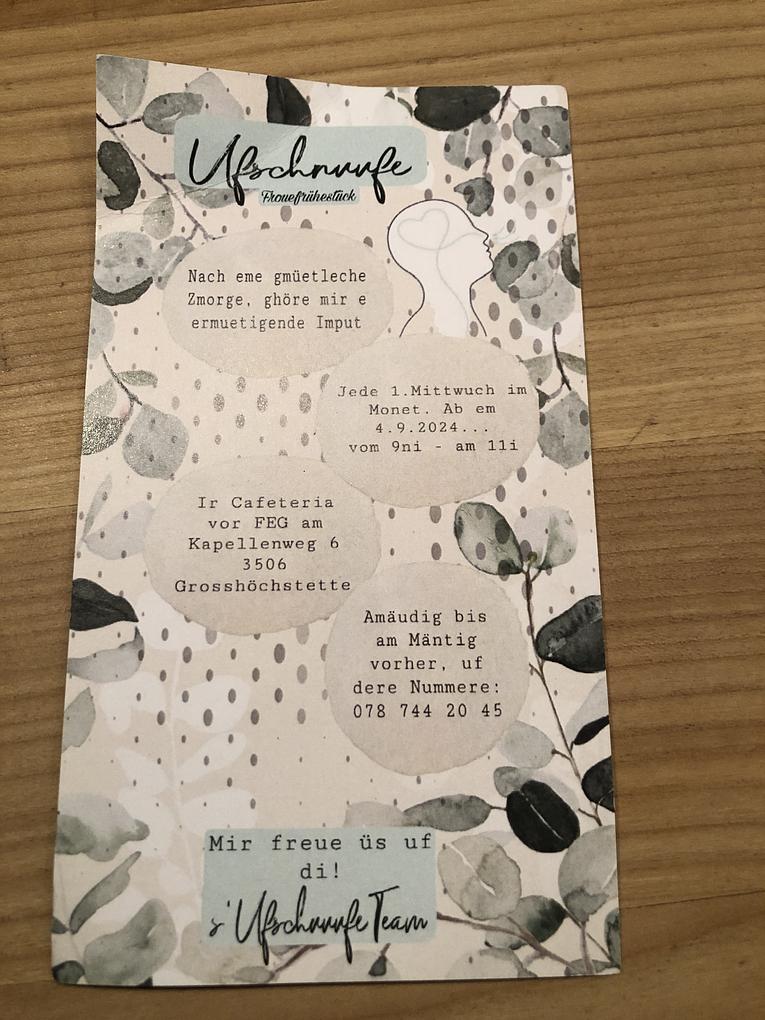 Ufschnuufe
Frouefrühestück
Nach eme gmüetleche
Zmorge, ghöre mir e
ermuetigende Imput
Jede 1.Mittwuch im
Monet. Ab em
4.9.2024...
vom 9ni - am 11i
Ir Cafeteria
vor FEG am
Kapellenweg 6
3506
Grosshöchstette
Amäudig bis
am Mäntig
vorher, uf
dere Nummere:
078 744 20 45
Mir freue üs uf
di!
s'Ufschnuufe Team